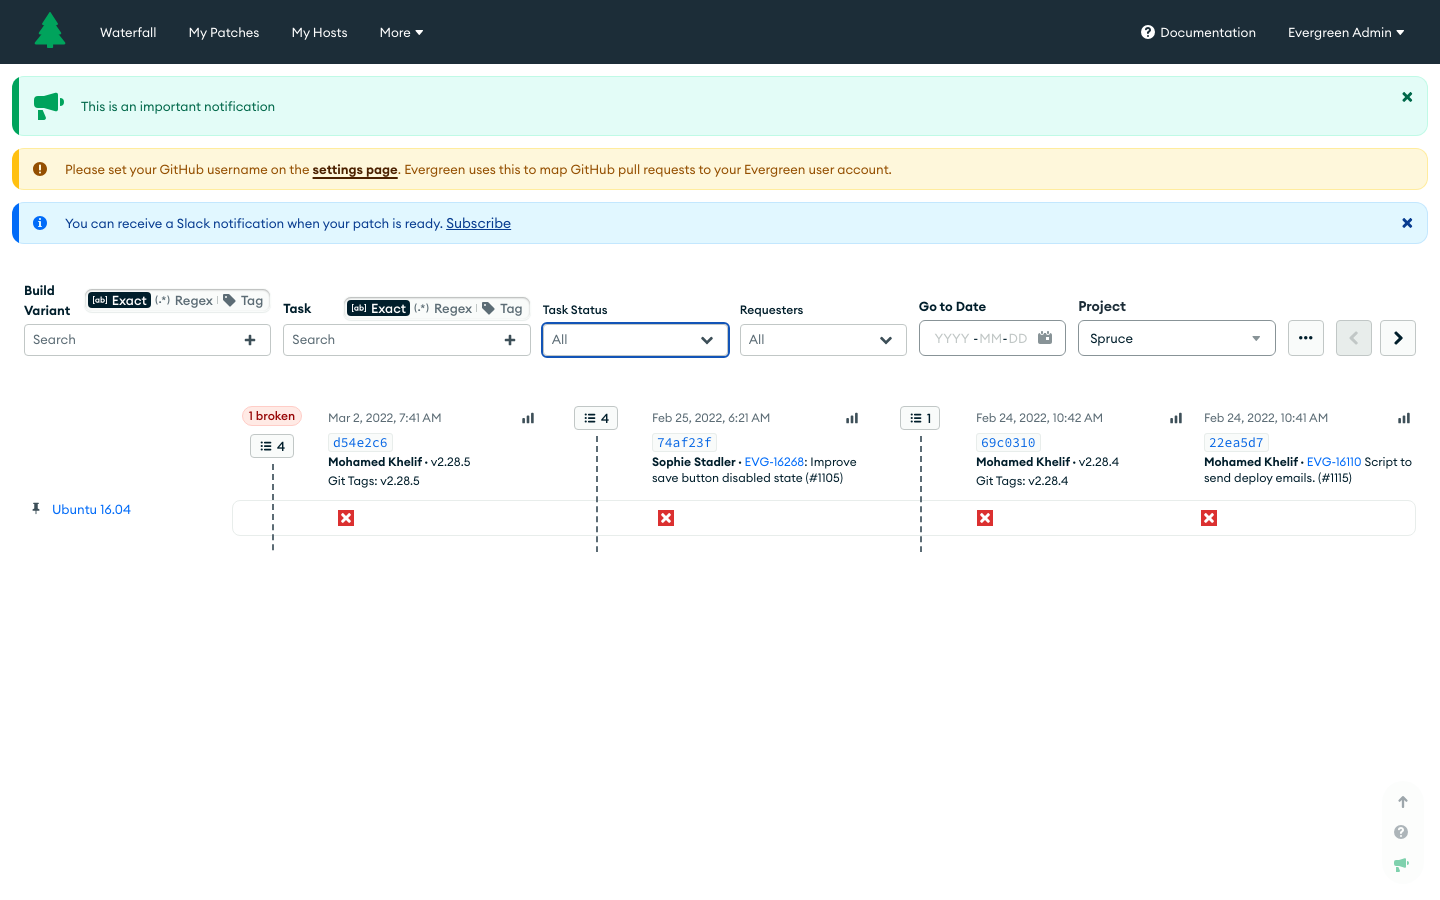 Waterfall My Patches My Hosts More Documentation Evergreen Admin
This is an important notification
Please set your GitHub username on the settings page. Evergreen uses this to map GitHub pull requests to your Evergreen user account.
You can receive a Slack notification when your patch is ready. Subscribe
Build Variant
[ab] Exact (.*) Regex Tag
Search
Task
[ab] Exact (.*) Regex Tag
Search
Task Status
All
Requesters
All
Go to Date
YYYY - MM - DD
Project
Spruce
1 broken
4
Mar 2, 2022, 7:41 AM
d54e2c6
Mohamed Khelif · v2.28.5
Git Tags: v2.28.5
4
Feb 25, 2022, 6:21 AM
74af23f
Sophie Stadler · EVG-16268: Improve
save button disabled state (#1105)
1
Feb 24, 2022, 10:42 AM
69c0310
Mohamed Khelif · v2.28.4
Git Tags: v2.28.4
Feb 24, 2022, 10:41 AM
22ea5d7
Mohamed Khelif · EVG-16110 Script to
send deploy emails. (#1115)
Ubuntu 16.04